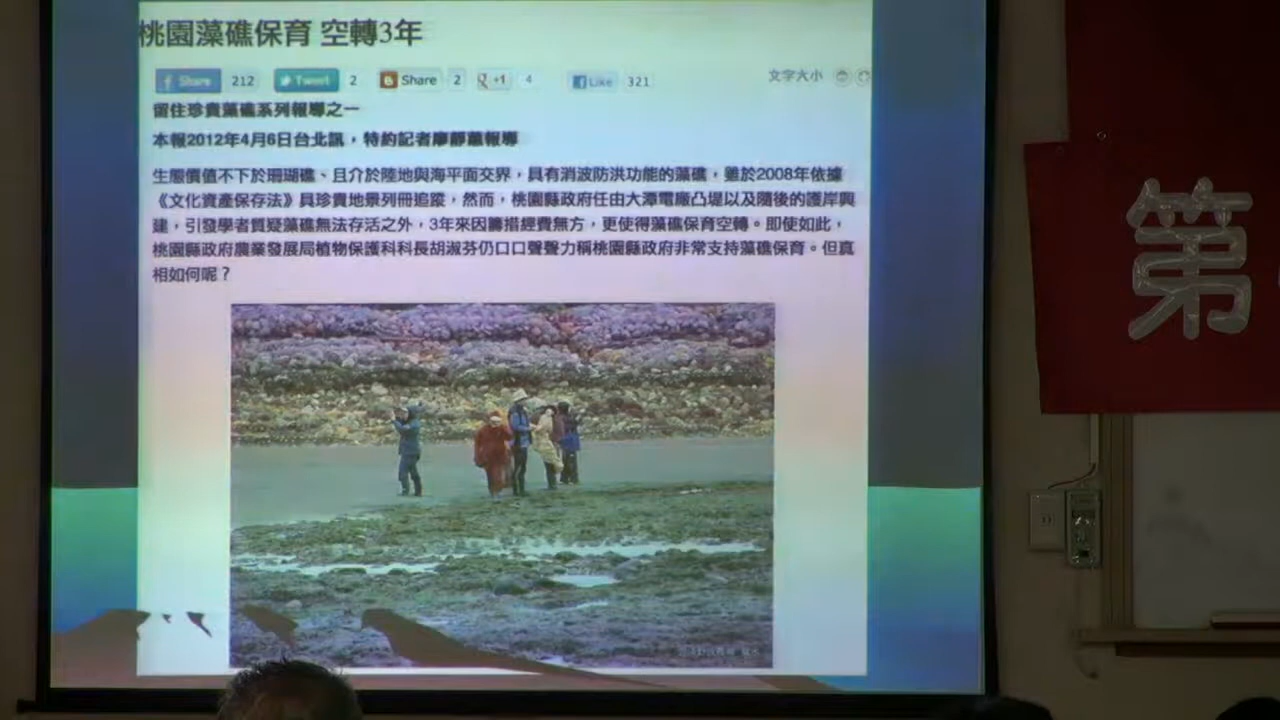 桃園藻礁保育 空轉3年
Share 212 Tweet 2 Share 2 +1 4 Like 321 文字大小
留住珍貴藻礁系列報導之一
本報2012年4月6日台北訊，特約記者廖靜蕙報導
生態價值不下於珊瑚礁、且介於陸地與海平面交界，具有消波防洪功能的藻礁，雖於2008年依據
《文化資產保存法》具珍貴地景列冊追蹤，然而，桃園縣政府任由大潭電廠凸堤以及隨後的護岸興
建，引發學者質疑藻礁無法存活之外，3年來因籌措經費無方，更使得藻礁保育空轉。即使如此，
桃園縣政府農業發展局植物保護科科長胡淑芬仍口口聲聲力稱桃園縣政府非常支持藻礁保育。但真
相如何呢？
第